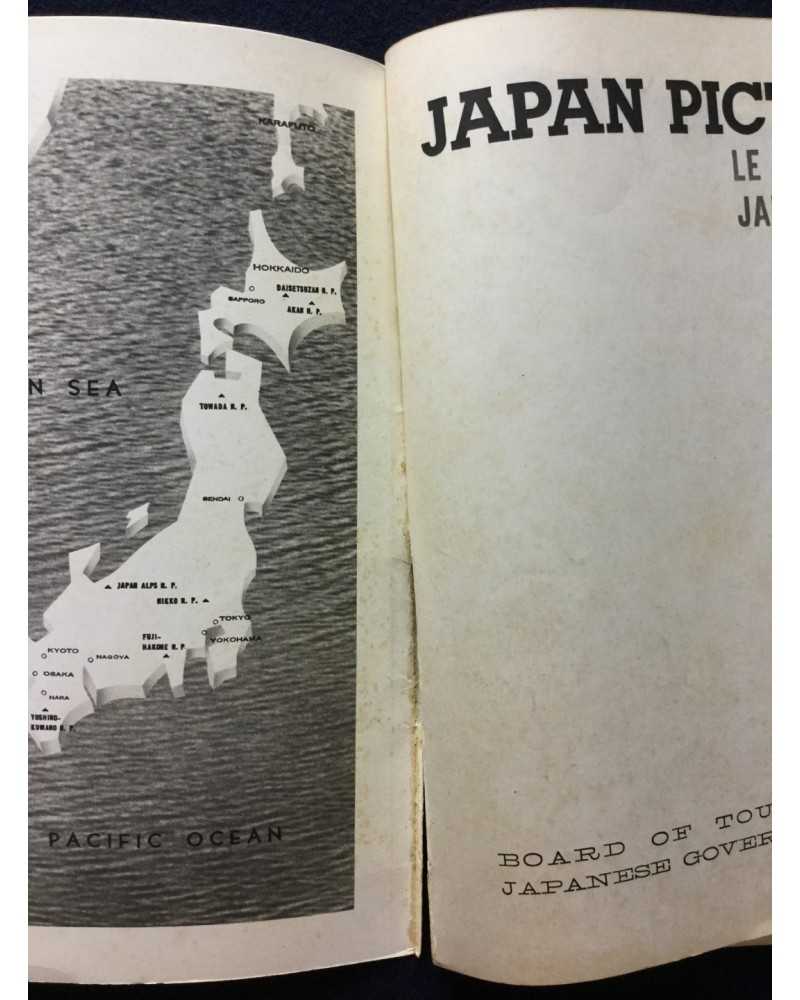 KARAFUTO
HOKKAIDO
DAISETSUZAN N. P.
SAPPORO
AKAN N. P.
N SEA
TOWADA N. P.
SENDAI
JAPAN ALPS N. P.
NIKKO N. P.
TOKYO
YOKOHAMA
FUJI-
HAKONE N. P.
KYOTO
NAGOYA
OSAKA
NARA
YOSHINO-
KUMANO N. P.
PACIFIC OCEAN
JAPAN PICT
LE
JA
BOARD OF TOU
JAPANESE GOVER